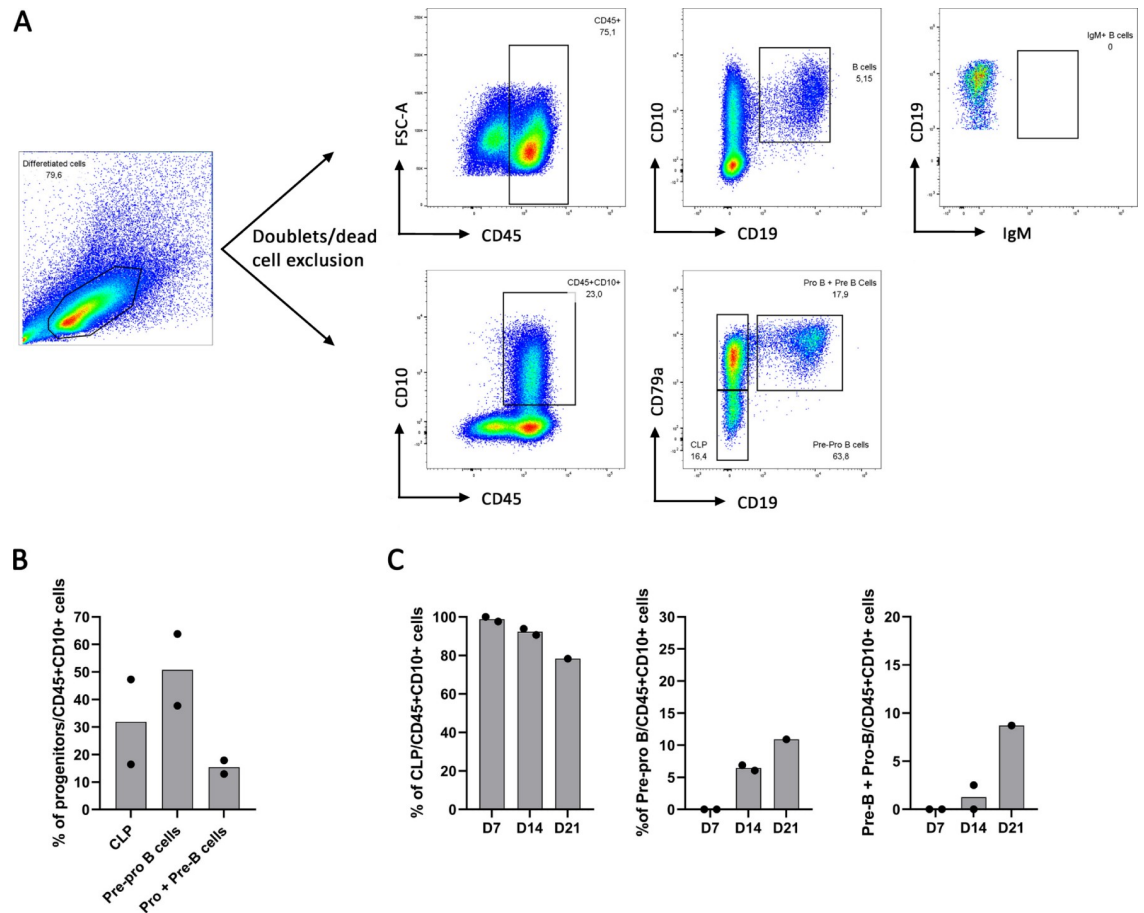 A
Differetiated cells
79,6
Doublets/dead
cell exclusion
CD45+
75,1
FSC-A
CD45
B cells
5,15
CD10
CD19
IgM+ B cells
0
CD19
IgM
CD45+CD10+
23,0
CD10
CD45
Pro B + Pre B Cells
17,9
CD79a
CLP
16,4
Pre-Pro B cells
63,8
CD19
B
% of progenitors/CD45+CD10+ cells
70
60
50
40
30
20
10
0
CLP
Pre-pro B cells
Pro + Pre-B cells
C
% of CLP/CD45+CD10+ cells
100
80
60
40
20
0
D7 D14 D21
%of Pre-pro B/CD45+CD10+ cells
30
25
20
15
10
5
0
D7 D14 D21
Pre-B + Pro-B/CD45+CD10+ cells
20
15
10
5
0
D7 D14 D21